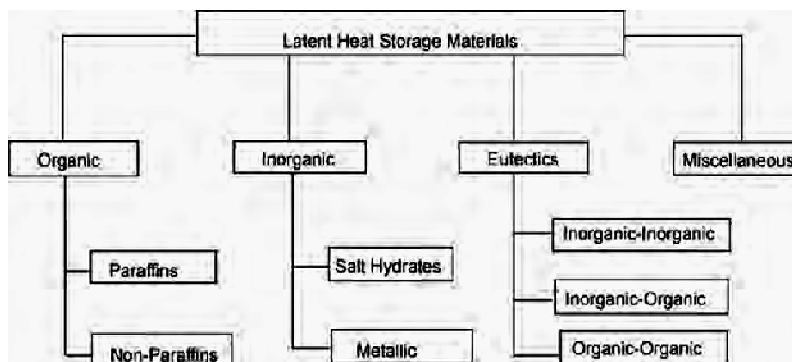 Latent Heat Storage Materials
Organic
Inorganic
Eutectics
Miscellaneous
Paraffins
Non-Paraffins
Salt Hydrates
Metallic
Inorganic-Inorganic
Inorganic-Organic
Organic-Organic